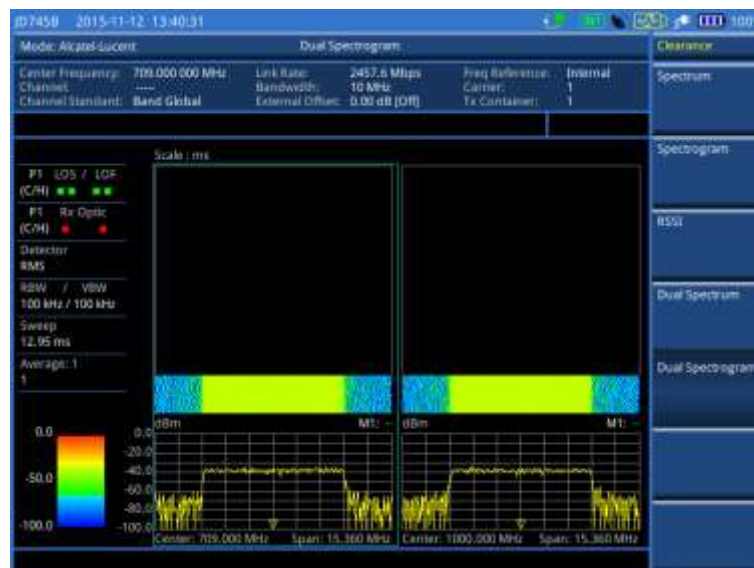 JD745B 2015-11-12 13:40:31 INT 100
Mode: Alcatel-Lucent Dual Spectrogram Clearance
Center Frequency: 709.000 000 MHz Link Rate: 2457.6 Mbps Freq Reference: Internal
Channel: ---- Bandwidth: 10 MHz Carrier: 1
Channel Standard: Band Global External Offset: 0.00 dB [Off] Tx Container: 1
Spectrum
Spectrogram
RSSI
Dual Spectrum
Dual Spectrogram
Scale : ms
P1 LOS / LOF
(C/H)
P1 Rx Optic
(C/H)
Detector
RMS
RBW / VBW
100 kHz / 100 kHz
Sweep
12.95 ms
Average: 1
1
0.0
-50.0
-100.0
dBm M1: --
dBm M1: --
0.0
-20.0
-40.0
-60.0
-80.0
-100.0
Center: 709.000 MHz Span: 15.360 MHz
Center: 1000.000 MHz Span: 15.360 MHz